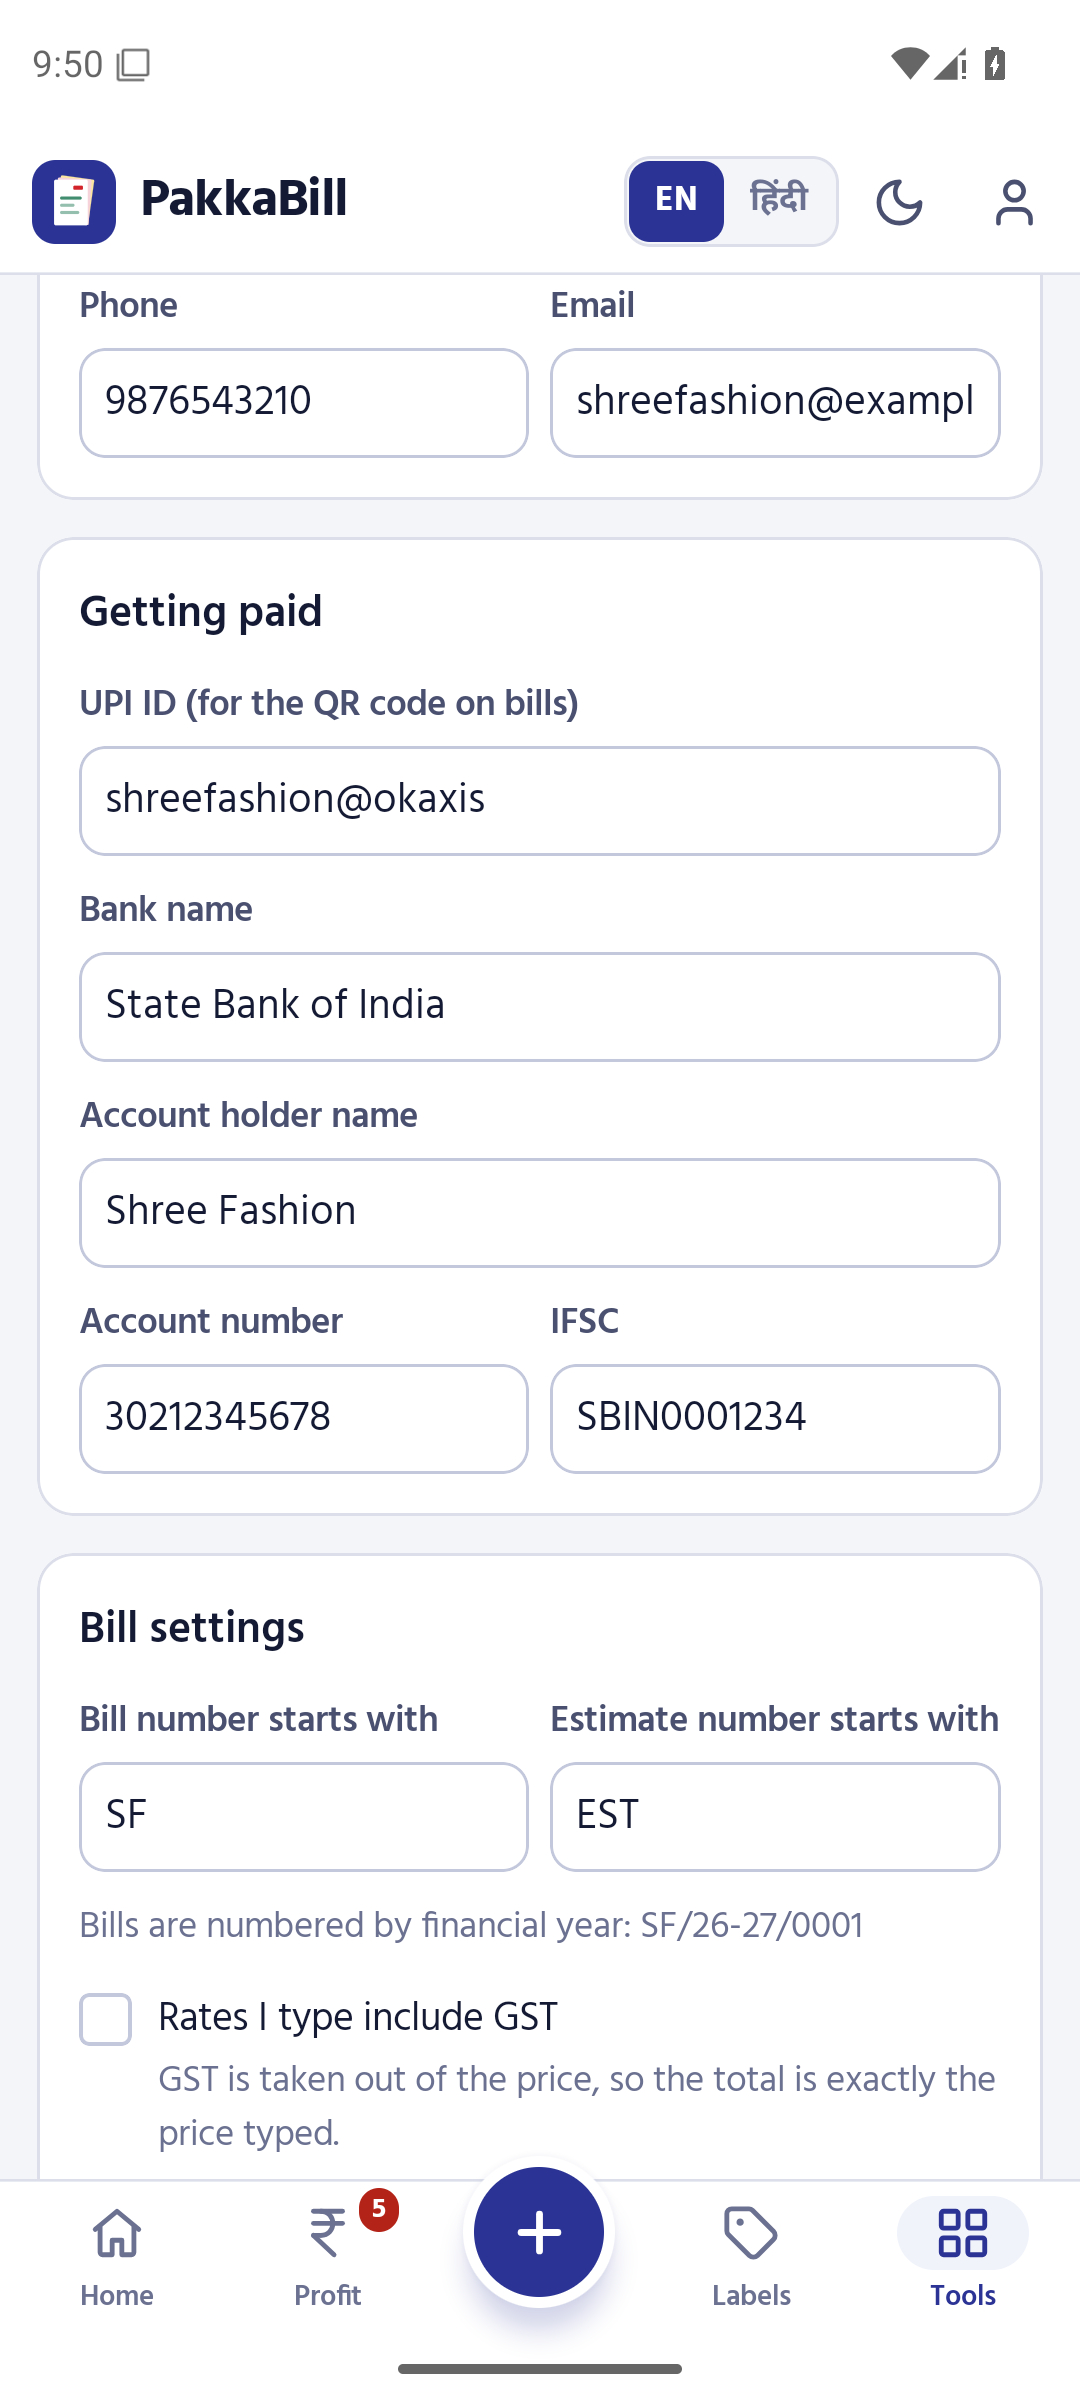 9:50
PakkaBill
EN हिंदी
Phone Email
9876543210 shreefashion@exampl
Getting paid
UPI ID (for the QR code on bills)
shreefashion@okaxis
Bank name
State Bank of India
Account holder name
Shree Fashion
Account number IFSC
30212345678 SBIN0001234
Bill settings
Bill number starts with Estimate number starts with
SF EST
Bills are numbered by financial year: SF/26-27/0001
Rates I type include GST
GST is taken out of the price, so the total is exactly the
price typed.
5
Home Profit Labels Tools